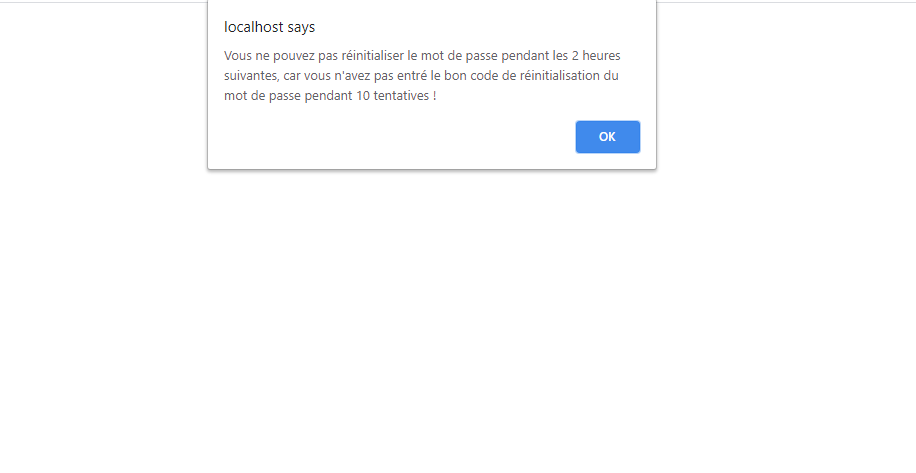 localhost says
Vous ne pouvez pas réinitialiser le mot de passe pendant les 2 heures
suivantes, car vous n'avez pas entré le bon code de réinitialisation du
mot de passe pendant 10 tentatives !
OK